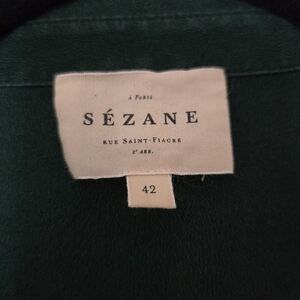 à Paris
SÉZANE
Rue Saint-Fiacre
2e arr.
42